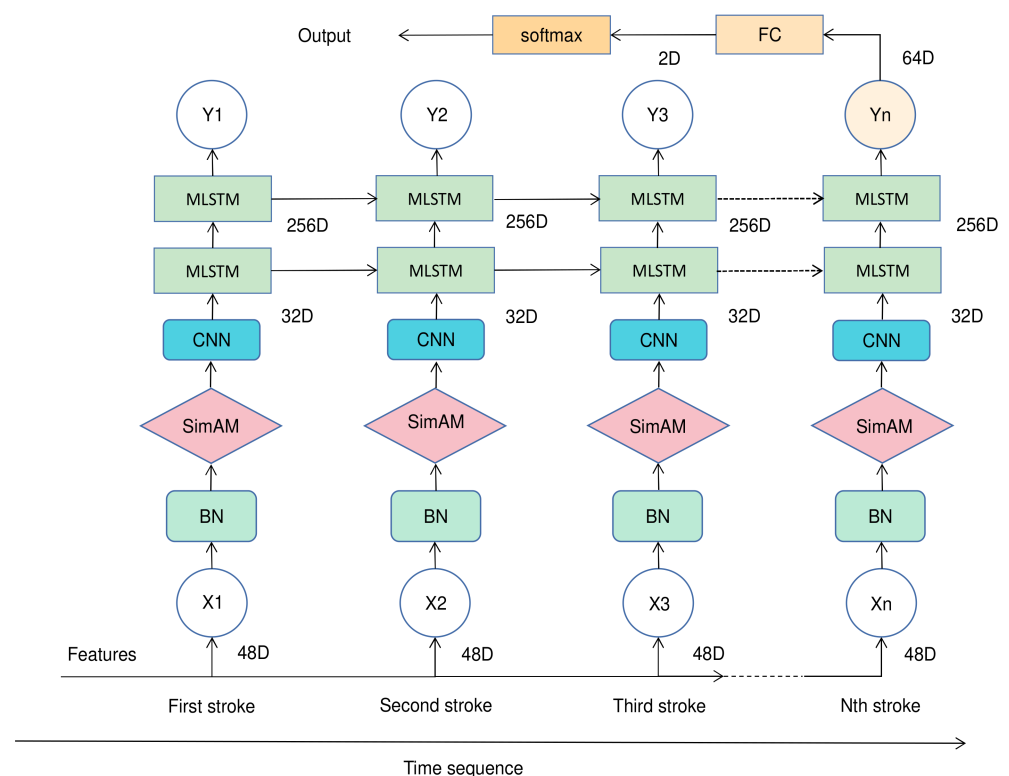 Output softmax FC
2D 64D
Y1 Y2 Y3 Yn
MLSTM MLSTM MLSTM MLSTM
256D 256D 256D 256D
MLSTM MLSTM MLSTM MLSTM
32D 32D 32D 32D
CNN CNN CNN CNN
SimAM SimAM SimAM SimAM
BN BN BN BN
X1 X2 X3 Xn
Features 48D 48D 48D 48D
First stroke Second stroke Third stroke Nth stroke
Time sequence